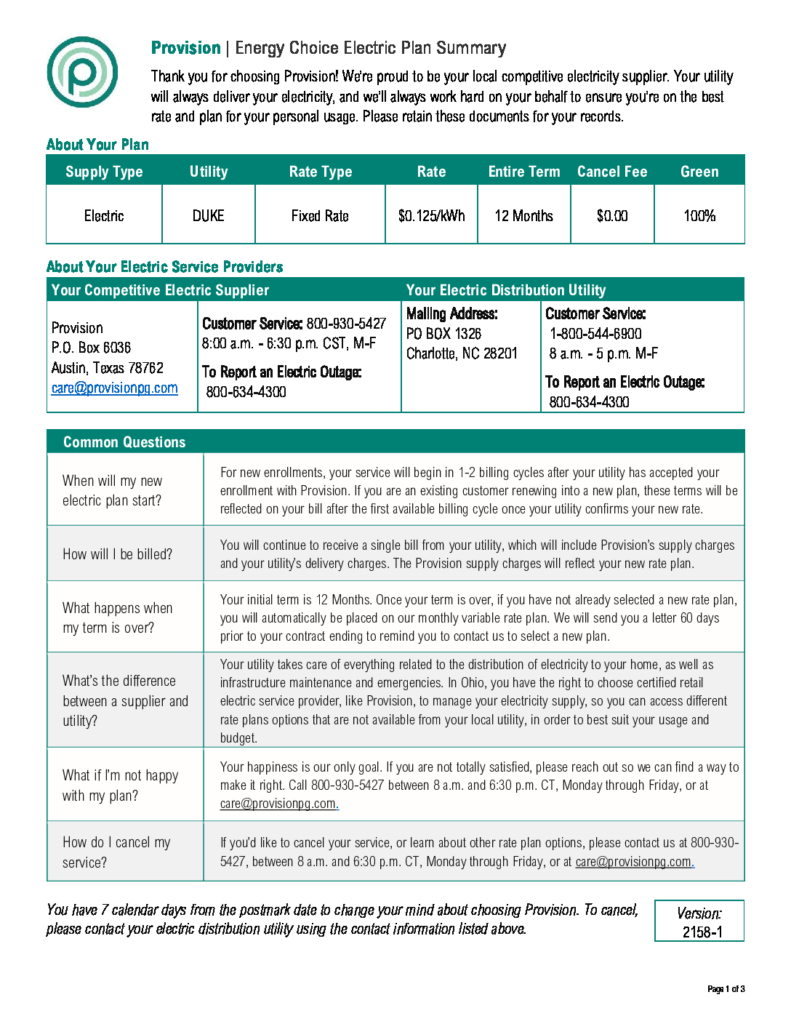 Provision | Energy Choice Electric Plan Summary
Thank you for choosing Provision! We're proud to be your local competitive electricity supplier. Your utility
will always deliver your electricity, and we'll always work hard on your behalf to ensure you're on the best
rate and plan for your personal usage. Please retain these documents for your records.
About Your Plan
Supply Type Utility Rate Type Rate Entire Term Cancel Fee Green
Electric DUKE Fixed Rate $0.125/kWh 12 Months $0.00 100%
About Your Electric Service Providers
Your Competitive Electric Supplier
Provision
P.O. Box 6036
Austin, Texas 78762
care@provisionpg.com
Customer Service: 800-930-5427
8:00 a.m. - 6:30 p.m. CST, M-F
To Report an Electric Outage:
800-634-4300
Your Electric Distribution Utility
Mailing Address:
PO BOX 1326
Charlotte, NC 28201
Customer Service:
1-800-544-6900
8 a.m. - 5 p.m. M-F
To Report an Electric Outage:
800-634-4300
Common Questions
When will my new
electric plan start?
For new enrollments, your service will begin in 1-2 billing cycles after your utility has accepted your
enrollment with Provision. If you are an existing customer renewing into a new plan, these terms will be
reflected on your bill after the first available billing cycle once your utility confirms your new rate.
How will I be billed?
You will continue to receive a single bill from your utility, which will include Provision's supply charges
and your utility's delivery charges. The Provision supply charges will reflect your new rate plan.
What happens when
my term is over?
Your initial term is 12 Months. Once your term is over, if you have not already selected a new rate plan,
you will automatically be placed on our monthly variable rate plan. We will send you a letter 60 days
prior to your contract ending to remind you to contact us to select a new plan.
What's the difference
between a supplier and
utility?
Your utility takes care of everything related to the distribution of electricity to your home, as well as
infrastructure maintenance and emergencies. In Ohio, you have the right to choose certified retail
electric service provider, like Provision, to manage your electricity supply, so you can access different
rate plans options that are not available from your local utility, in order to best suit your usage and
budget.
What if I'm not happy
with my plan?
Your happiness is our only goal. If you are not totally satisfied, please reach out so we can find a way to
make it right. Call 800-930-5427 between 8 a.m. and 6:30 p.m. CT, Monday through Friday, or at
care@provisionpg.com.
How do I cancel my
service?
If you'd like to cancel your service, or learn about other rate plan options, please contact us at 800-930-
5427, between 8 a.m. and 6:30 p.m. CT, Monday through Friday, or at care@provisionpg.com.
You have 7 calendar days from the postmark date to change your mind about choosing Provision. To cancel,
please contact your electric distribution utility using the contact information listed above.
Version:
2158-1
Page 1 of 3